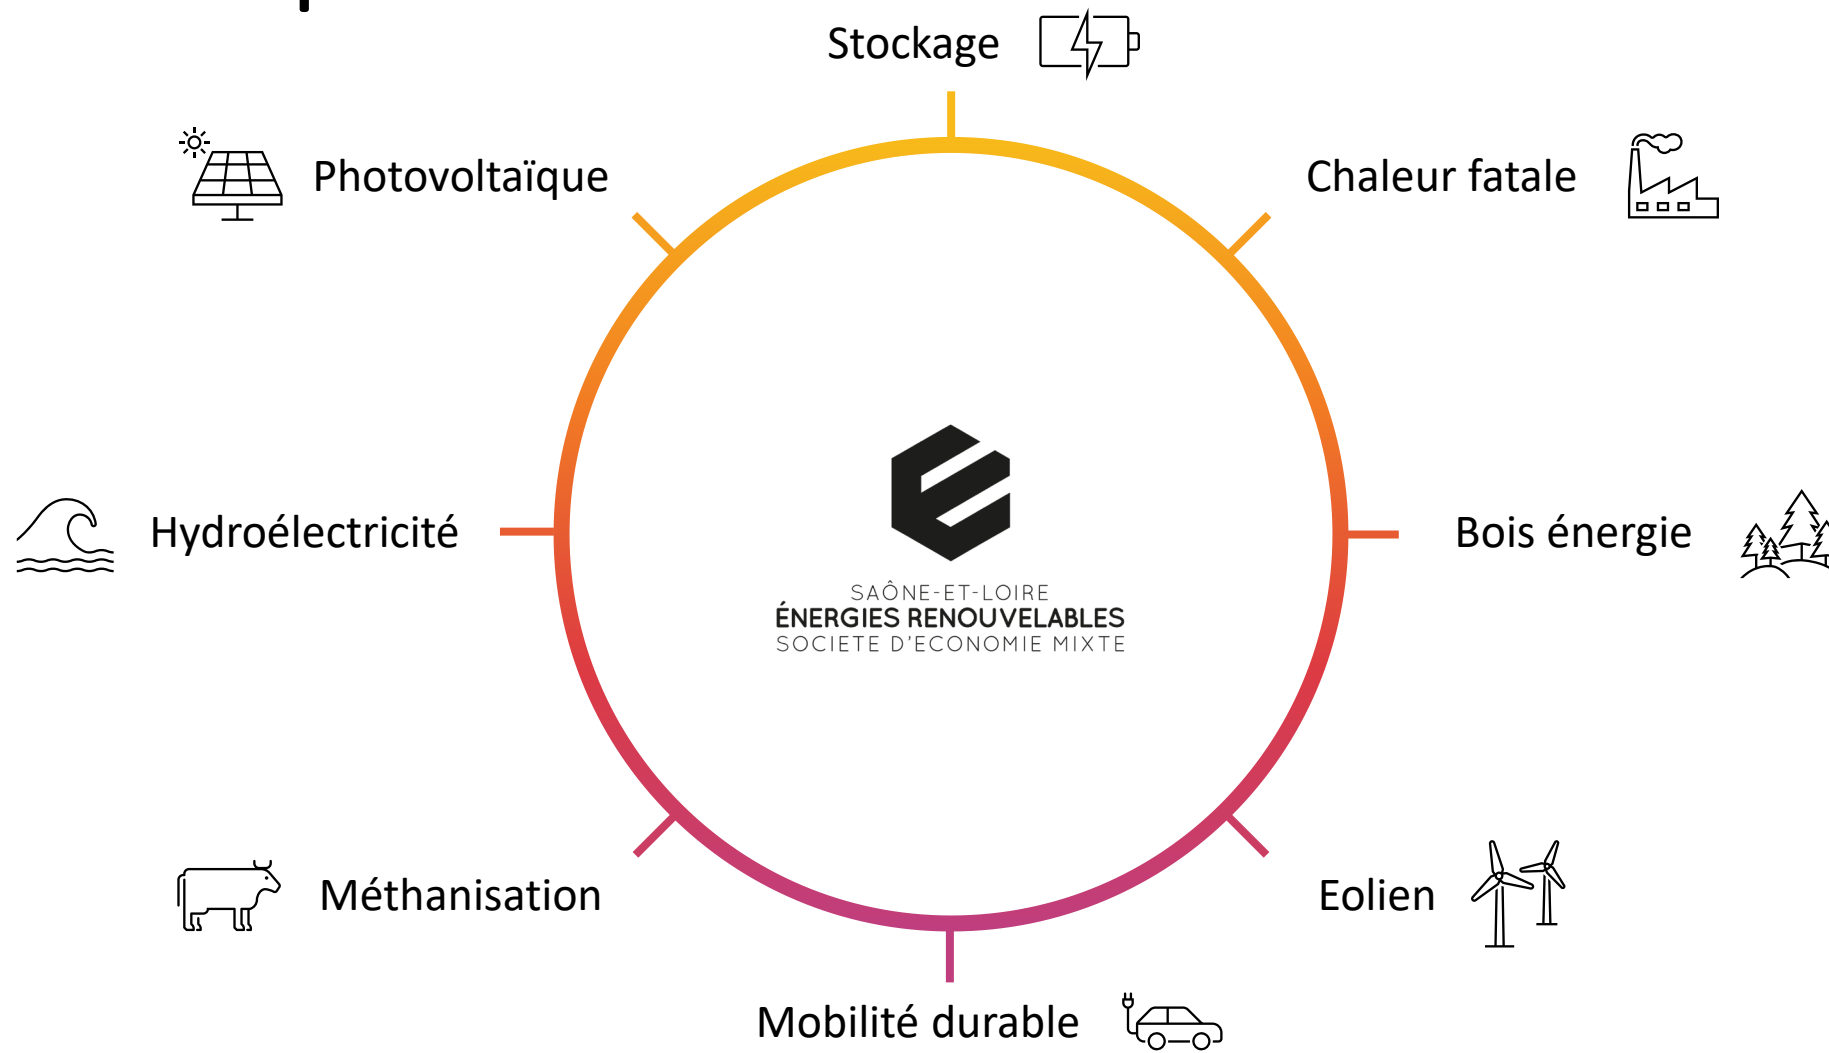 Stockage
Photovoltaïque
Chaleur fatale
Hydroélectricité
Bois énergie
SAÔNE-ET-LOIRE
ÉNERGIES RENOUVELABLES
SOCIETE D'ECONOMIE MIXTE
Méthanisation
Eolien
Mobilité durable